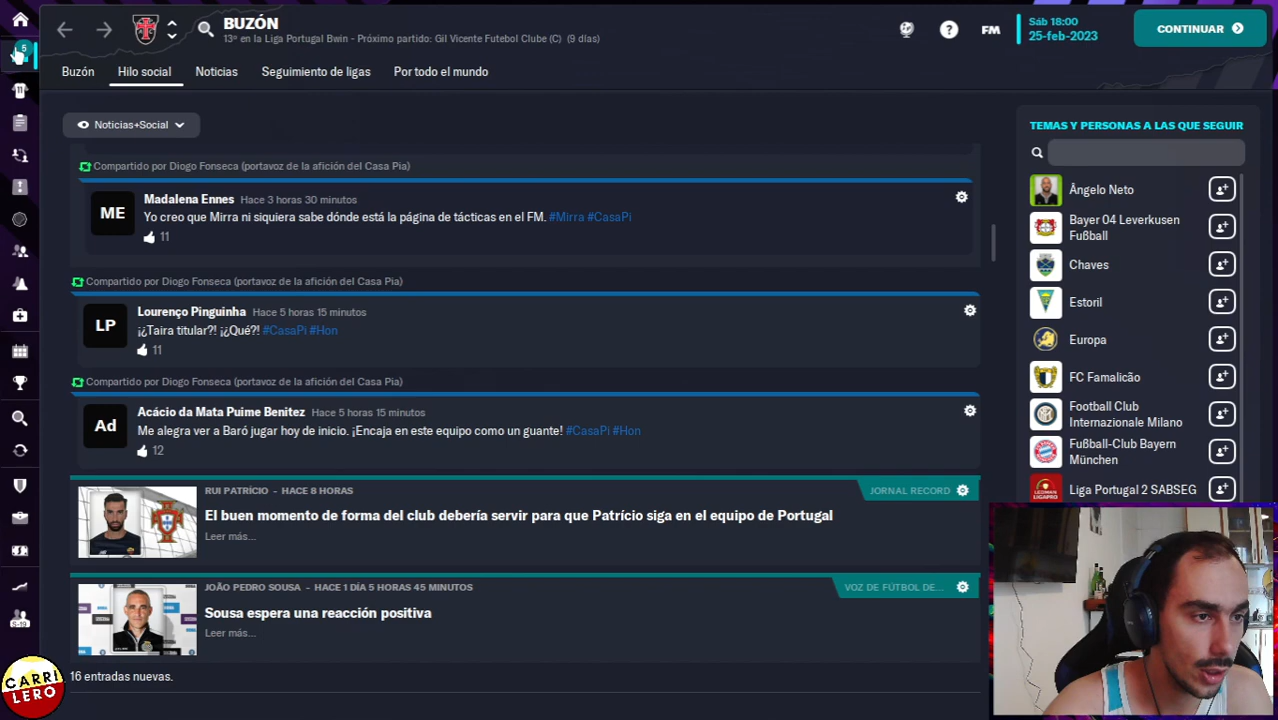 BUZÓN
13º en la Liga Portugal Bwin - Próximo partido: Gil Vicente Futebol Clube (C) (9 días)
FM
Sáb 18:00
25-feb-2023
CONTINUAR
5
11
S-19
Buzón
Hilo social
Noticias
Seguimiento de ligas
Por todo el mundo
Noticias+Social
Compartido por Diogo Fonseca (portavoz de la afición del Casa Pia)
ME
Madalena Ennes Hace 3 horas 30 minutos
Yo creo que Mirra ni siquiera sabe dónde está la página de tácticas en el FM. #Mirra #CasaPi
11
Compartido por Diogo Fonseca (portavoz de la afición del Casa Pia)
LP
Lourenço Pinguinha Hace 5 horas 15 minutos
¡¿Taira titular?! ¡¿Qué?! #CasaPi #Hon
11
Compartido por Diogo Fonseca (portavoz de la afición del Casa Pia)
Ad
Acácio da Mata Puime Benitez Hace 5 horas 15 minutos
Me alegra ver a Baró jugar hoy de inicio. ¡Encaja en este equipo como un guante! #CasaPi #Hon
12
RUI PATRÍCIO - HACE 8 HORAS
JORNAL RECORD
El buen momento de forma del club debería servir para que Patrício siga en el equipo de Portugal
Leer más...
JOÃO PEDRO SOUSA - HACE 1 DÍA 5 HORAS 45 MINUTOS
VOZ DE FÚTBOL DE...
Sousa espera una reacción positiva
Leer más...
16 entradas nuevas.
TEMAS Y PERSONAS A LAS QUE SEGUIR
Ângelo Neto
Bayer 04 Leverkusen
Fußball
Chaves
Estoril
Europa
FC Famalicão
Football Club
Internazionale Milano
Fußball-Club Bayern
München
Liga Portugal 2 SABSEG
CARRI
LERO